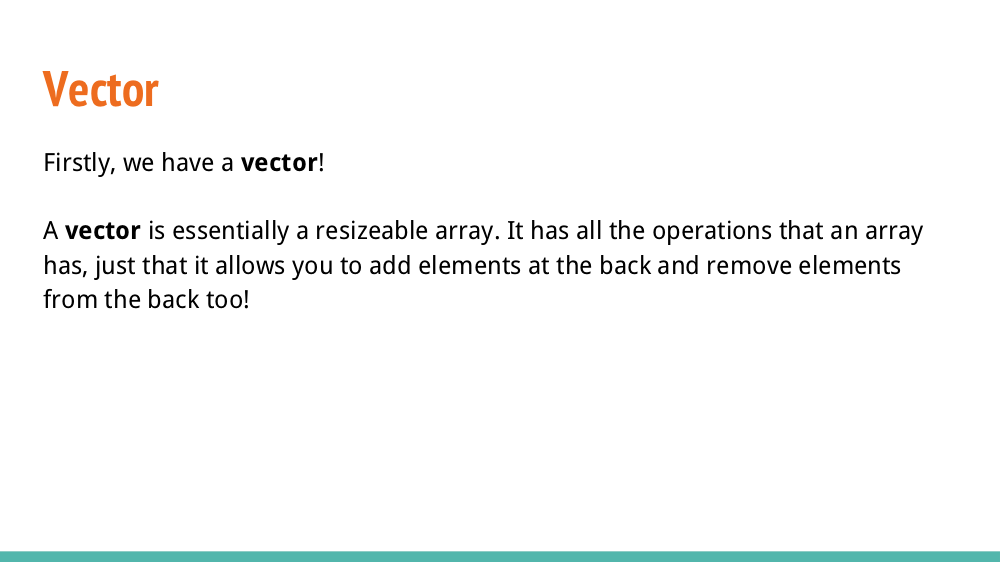 Vector
Firstly, we have a vector!
A vector is essentially a resizeable array. It has all the operations that an array
has, just that it allows you to add elements at the back and remove elements
from the back too!